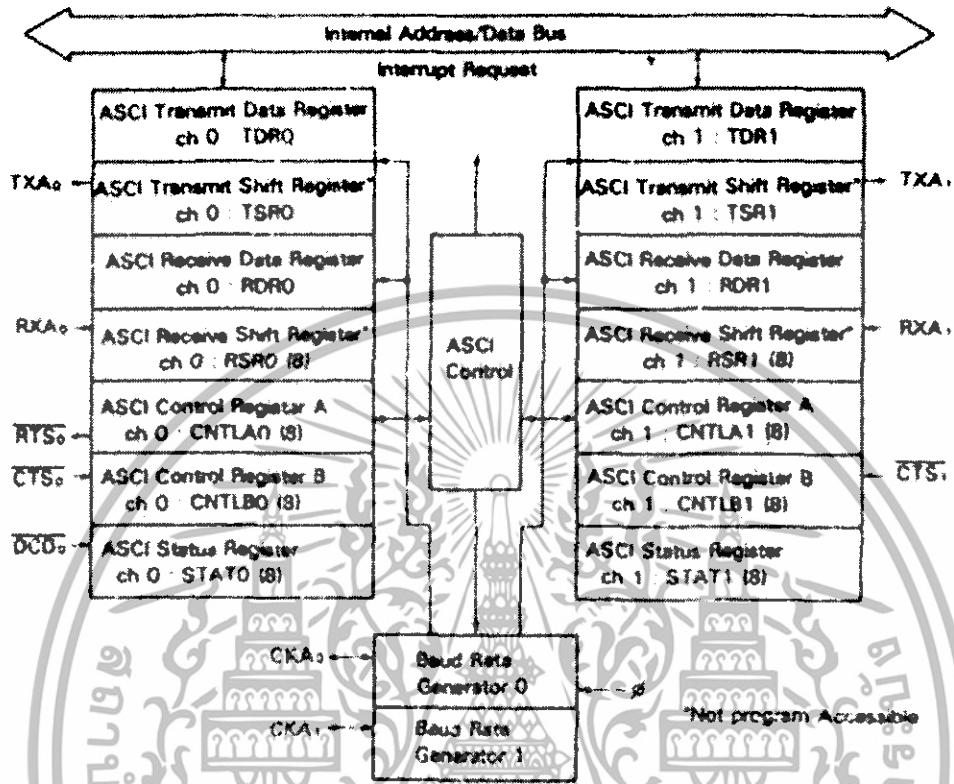 Internal Address/Data Bus
Interrupt Request
ASCI Transmit Data Register
ch 0 : TDR0
ASCI Transmit Shift Register*
ch 0 : TSR0
ASCI Receive Data Register
ch 0 : RDR0
ASCI Receive Shift Register*
ch 0 : RSR0 (8)
ASCI Control Register A
ch 0 : CNTLA0 (8)
ASCI Control Register B
ch 0 : CNTLB0 (8)
ASCI Status Register
ch 0 : STAT0 (8)
TXA₀
RXA₀
RTS₀
CTS₀
DCD₀
ASCI
Control
ASCI Transmit Data Register
ch 1 : TDR1
ASCI Transmit Shift Register*
ch 1 : TSR1
ASCI Receive Data Register
ch 1 : RDR1
ASCI Receive Shift Register*
ch 1 : RSR1 (8)
ASCI Control Register A
ch 1 : CNTLA1 (8)
ASCI Control Register B
ch 1 : CNTLB1 (8)
ASCI Status Register
ch 1 : STAT1 (8)
TXA₁
RXA₁
CTS₁
CKA₀
Baud Rate
Generator 0
ø
CKA₁
Baud Rate
Generator 1
*Not program Accessible